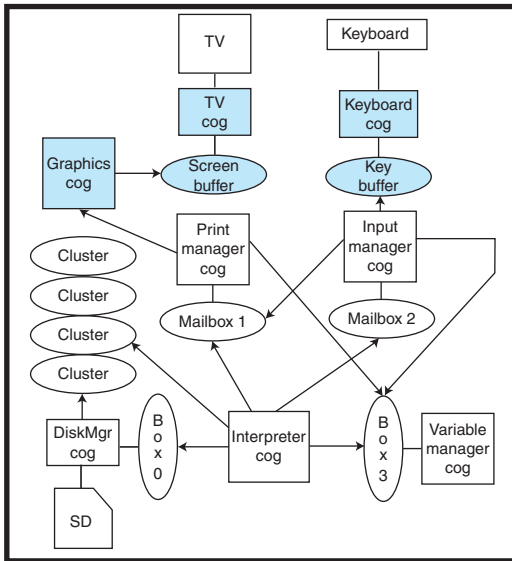 TV
Keyboard
TV
cog
Keyboard
cog
Graphics
cog
Screen
buffer
Key
buffer
Print
manager
cog
Input
manager
cog
Cluster
Cluster
Cluster
Cluster
Mailbox 1
Mailbox 2
DiskMgr
cog
B
o
x
0
Interpreter
cog
B
o
x
3
Variable
manager
cog
SD